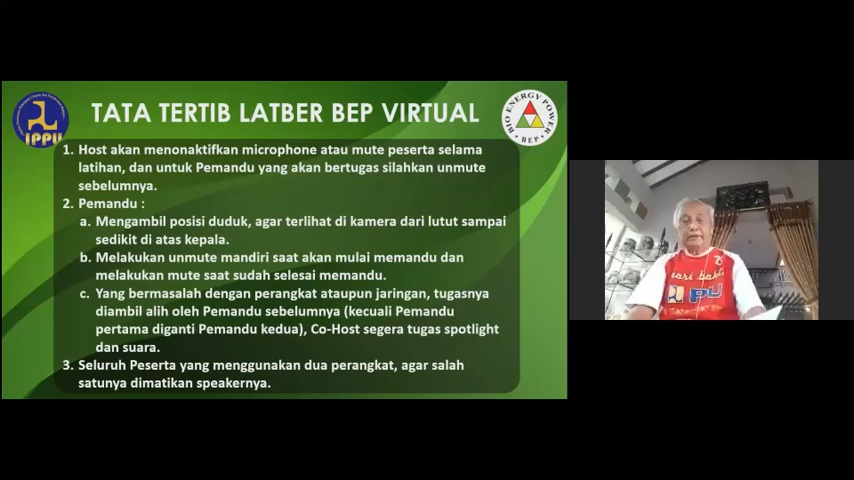 TATA TERTIB LATBER BEP VIRTUAL
IPPU
BIO ENERGY POWER
• BEP •
1. Host akan menonaktifkan microphone atau mute peserta selama
latihan, dan untuk Pemandu yang akan bertugas silahkan unmute
sebelumnya.
2. Pemandu :
a. Mengambil posisi duduk, agar terlihat di kamera dari lutut sampai
sedikit di atas kepala.
b. Melakukan unmute mandiri saat akan mulai memandu dan
melakukan mute saat sudah selesai memandu.
c. Yang bermasalah dengan perangkat ataupun jaringan, tugasnya
diambil alih oleh Pemandu sebelumnya (kecuali Pemandu
pertama diganti Pemandu kedua), Co-Host segera tugas spotlight
dan suara.
3. Seluruh Peserta yang menggunakan dua perangkat, agar salah
satunya dimatikan speakernya.
PU